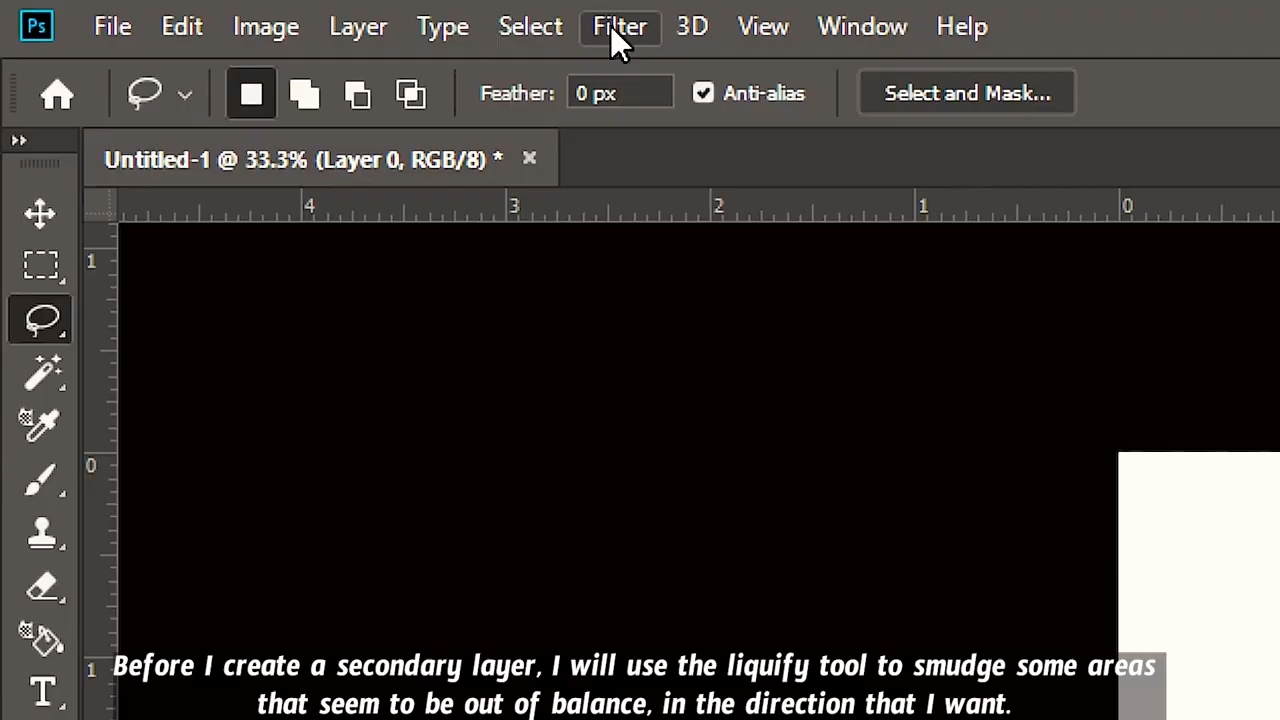 Ps File Edit Image Layer Type Select Filter 3D View Window Help
Feather: 0 px Anti-alias Select and Mask...
Untitled-1 @ 33.3% (Layer 0, RGB/8) *
4 3 2 1 0
1
0
1
T
Before I create a secondary layer, I will use the liquify tool to smudge some areas
that seem to be out of balance, in the direction that I want.